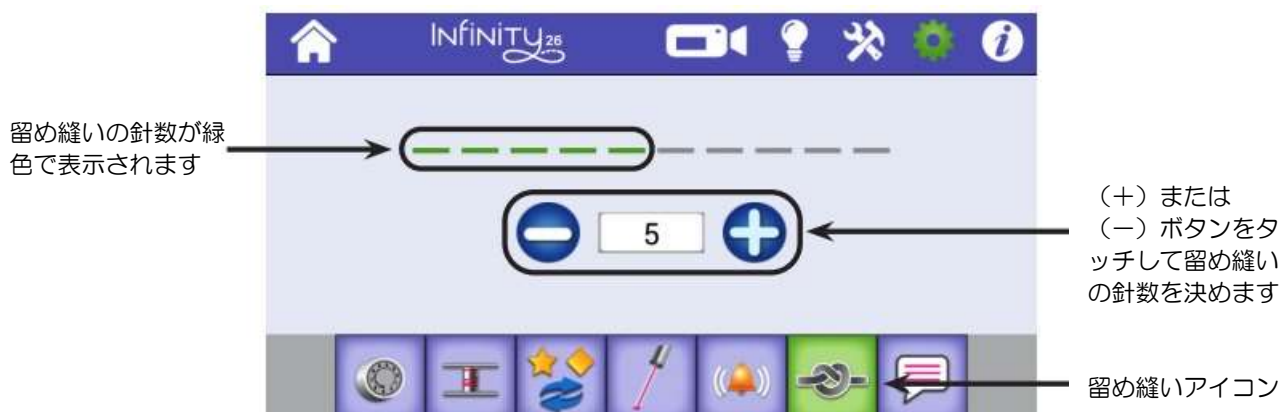 INFINITY 26
留め縫いの針数が緑
色で表示されます
5
（＋）または
（－）ボタンをタ
ッチして留め縫い
の針数を決めます
留め縫いアイコン